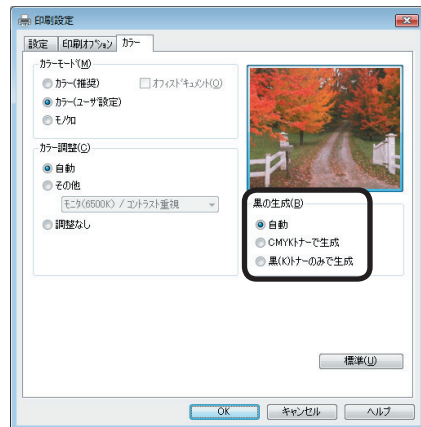 印刷設定
設定
印刷オプション
カラー
カラーモード(M)
カラー(推奨)
オフィスドキュメント(O)
カラー(ユーザ設定)
モノクロ
カラー調整(C)
自動
その他
モニタ(6500K) / コントラスト重視
調整なし
黒の生成(B)
自動
CMYKトナーで生成
黒(K)トナーのみで生成
標準(U)
OK
キャンセル
ヘルプ